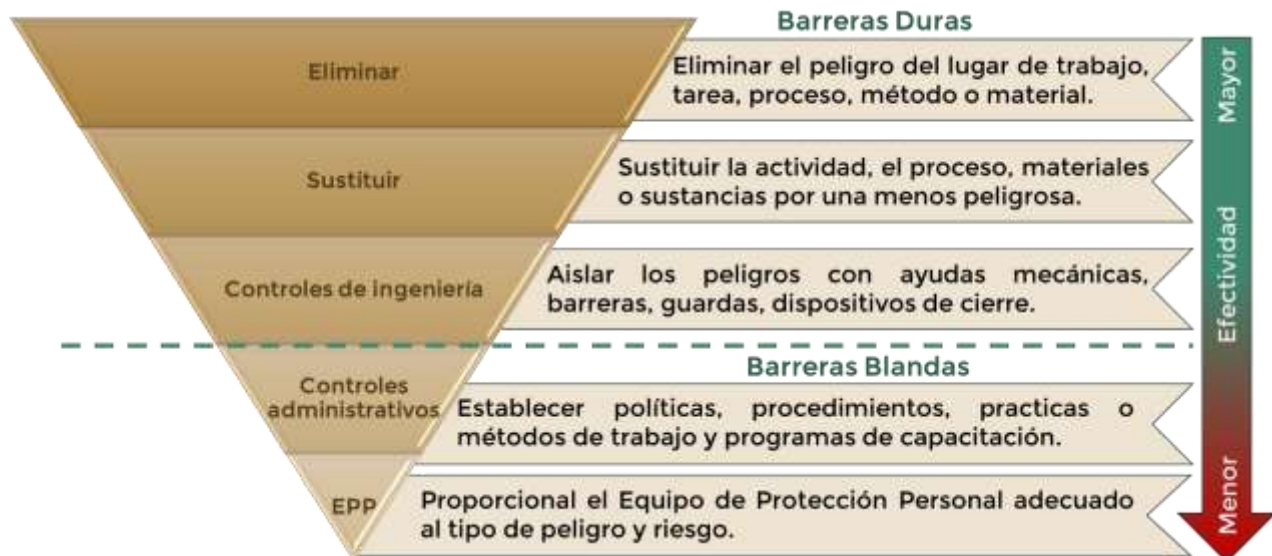 Barreras Duras
Eliminar
Eliminar el peligro del lugar de trabajo,
tarea, proceso, método o material.
Sustituir
Sustituir la actividad, el proceso, materiales
o sustancias por una menos peligrosa.
Controles de ingeniería
Aislar los peligros con ayudas mecánicas,
barreras, guardas, dispositivos de cierre.
Barreras Blandas
Controles
administrativos
Establecer políticas, procedimientos, practicas o
métodos de trabajo y programas de capacitación.
EPP
Proporcional el Equipo de Protección Personal adecuado
al tipo de peligro y riesgo.
Mayor
Efectividad
Menor